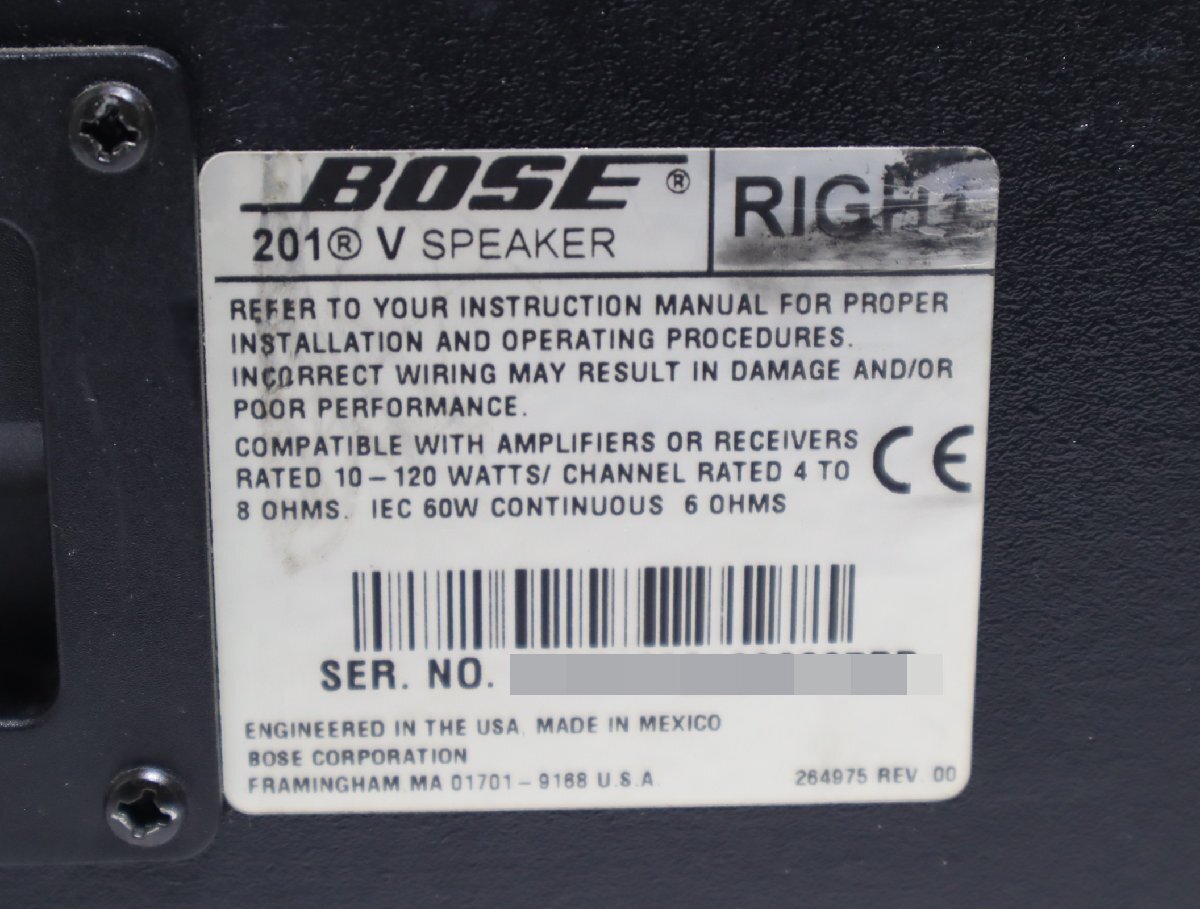 BOSE®
RIGHT
201® V SPEAKER
REFER TO YOUR INSTRUCTION MANUAL FOR PROPER
INSTALLATION AND OPERATING PROCEDURES.
INCORRECT WIRING MAY RESULT IN DAMAGE AND/OR
POOR PERFORMANCE.
COMPATIBLE WITH AMPLIFIERS OR RECEIVERS
RATED 10 – 120 WATTS/ CHANNEL RATED 4 TO
8 OHMS. IEC 60W CONTINUOUS 6 OHMS
CE
SER. NO.
ENGINEERED IN THE USA, MADE IN MEXICO
BOSE CORPORATION
FRAMINGHAM MA 01701 – 9168 U.S.A.
264975 REV 00